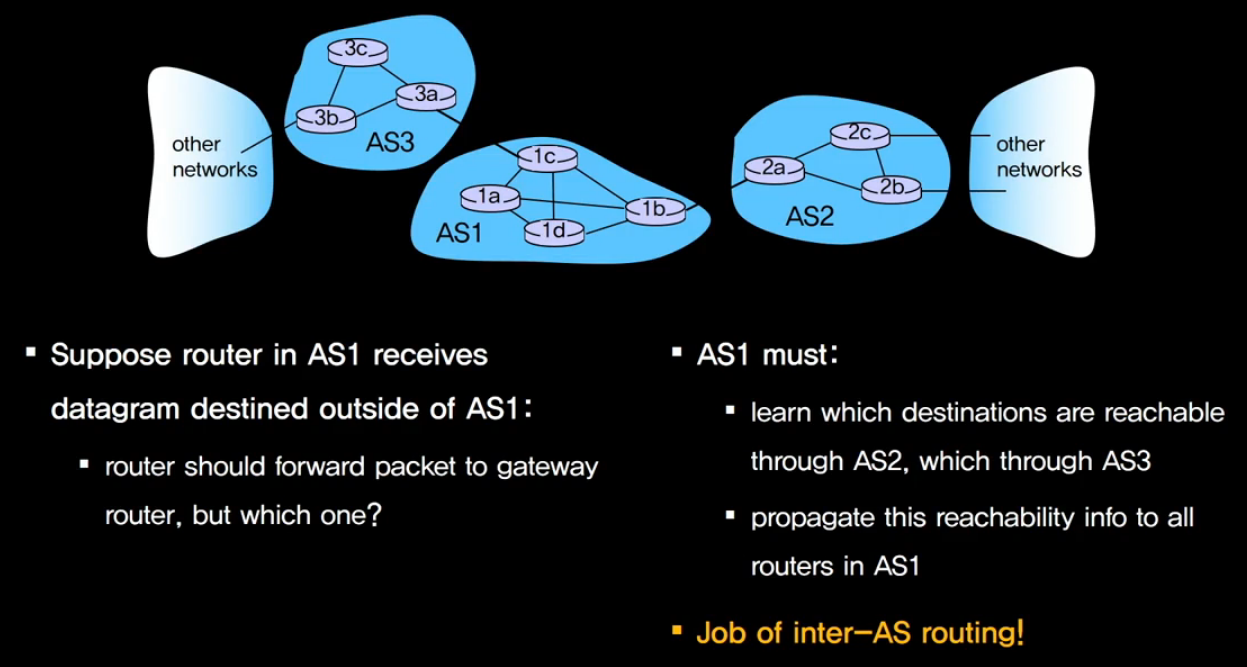 3c
3a
3b
AS3
other
networks
1c
1a
1b
1d
AS1
2c
2a
2b
AS2
other
networks
▪ Suppose router in AS1 receives
datagram destined outside of AS1:
▪ router should forward packet to gateway
router, but which one?
▪ AS1 must:
▪ learn which destinations are reachable
through AS2, which through AS3
▪ propagate this reachability info to all
routers in AS1
▪ Job of inter-AS routing!